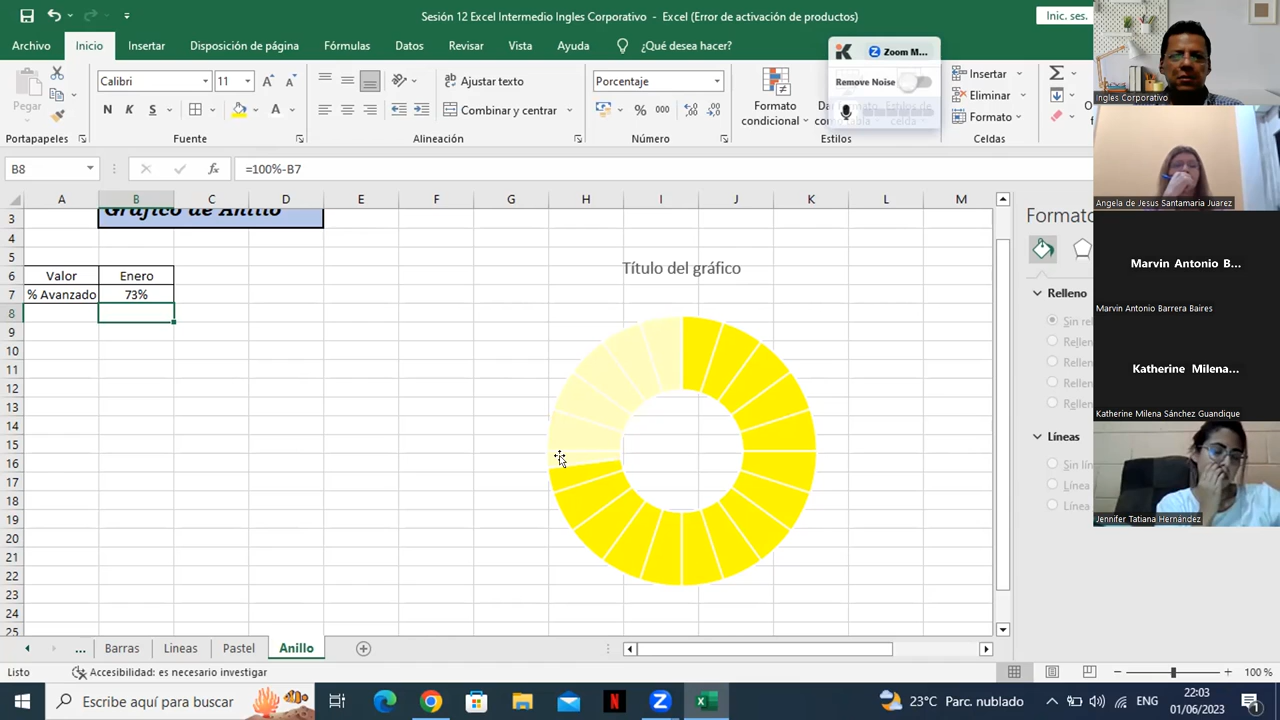 Sesión 12 Excel Intermedio Ingles Corporativo - Excel (Error de activación de productos)
Inic. ses.
Archivo Inicio Insertar Disposición de página Fórmulas Datos Revisar Vista Ayuda ¿Qué desea hacer?
Zoom M...
Remove Noise
Pegar
Calibri 11
N K S
Ajustar texto
Combinar y centrar
Porcentaje
% 000
Formato
condicional
Insertar
Eliminar
Formato
Portapapeles Fuente Alineación Número Estilos Celdas
B8
fx
=100%-B7
A B C D E F G H I J K L M
3 Gráfico de Anillo
4
5
6 Valor Enero
7 % Avanzado 73%
8
9
10
11
12
13
14
15
16
17
18
19
20
21
22
23
24
25
Título del gráfico
Formato
Relleno
Líneas
Ingles Corporativo
Angela de Jesus Santamaria Juarez
Marvin Antonio B...
Marvin Antonio Barrera Baires
Katherine Milena...
Katherine Milena Sánchez Guandique
Jennifer Tatiana Hernández
... Barras Lineas Pastel Anillo
Listo Accesibilidad: es necesario investigar 100 %
Escribe aquí para buscar
23°C Parc. nublado
ENG
22:03
01/06/2023
1